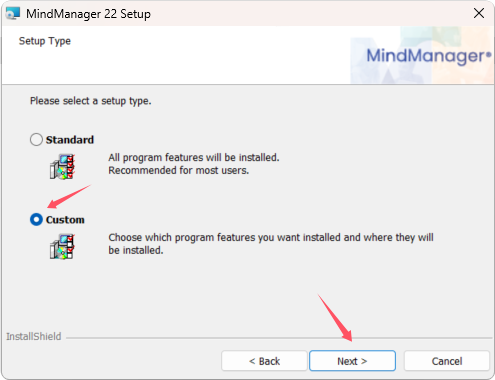 MindManager 22 Setup
Setup Type
MindManager®
Please select a setup type.
Standard
All program features will be installed.
Recommended for most users.
Custom
Choose which program features you want installed and where they will
be installed.
InstallShield
< Back
Next >
Cancel